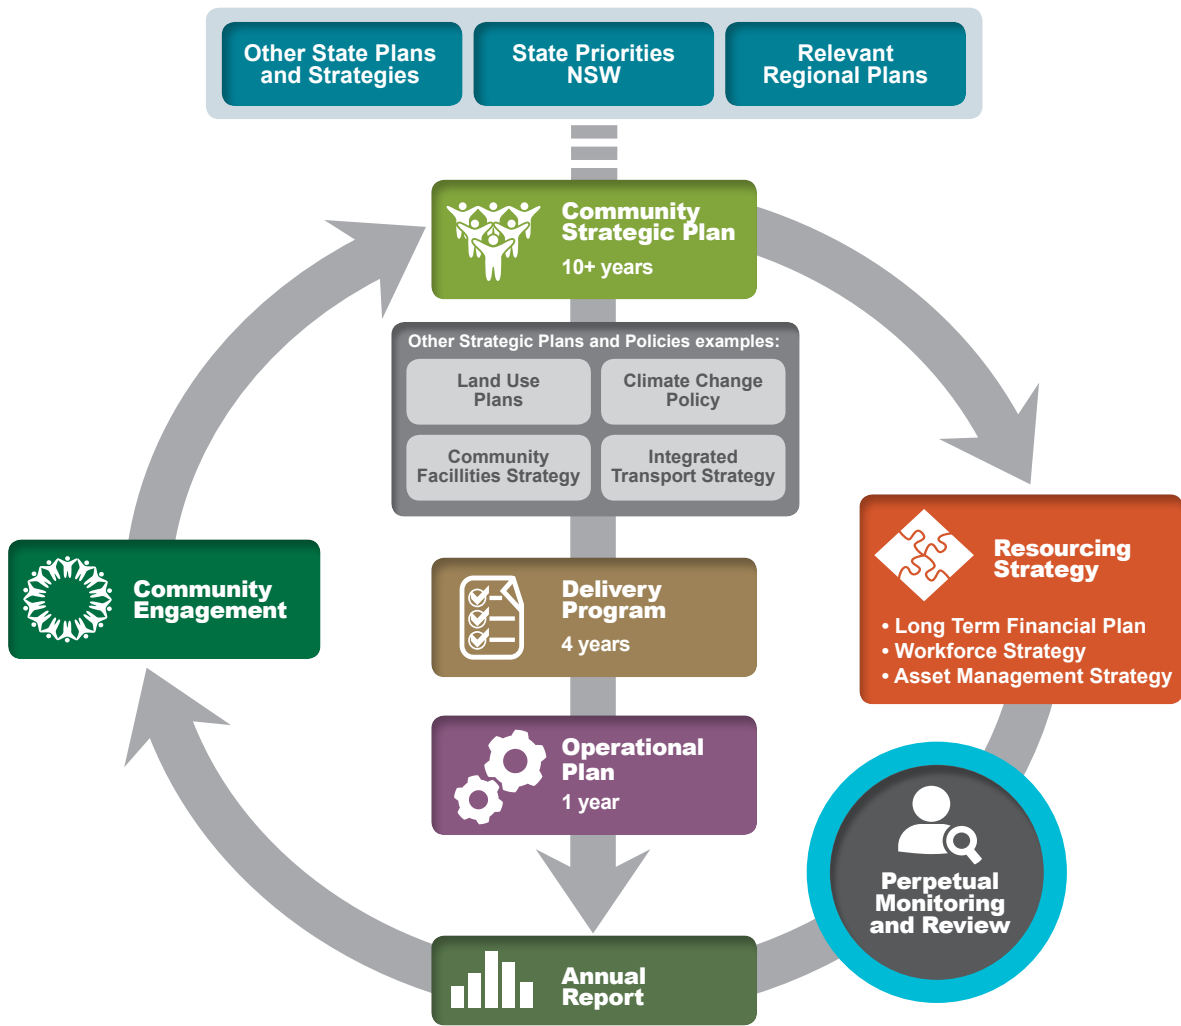 Other State Plans
and Strategies
State Priorities
NSW
Relevant
Regional Plans
Community
Strategic Plan
10+ years
Other Strategic Plans and Policies examples:
Land Use
Plans
Climate Change
Policy
Community
Facillities Strategy
Integrated
Transport Strategy
Community
Engagement
Delivery
Program
4 years
Resourcing
Strategy
• Long Term Financial Plan
• Workforce Strategy
• Asset Management Strategy
Operational
Plan
1 year
Perpetual
Monitoring
and Review
Annual
Report